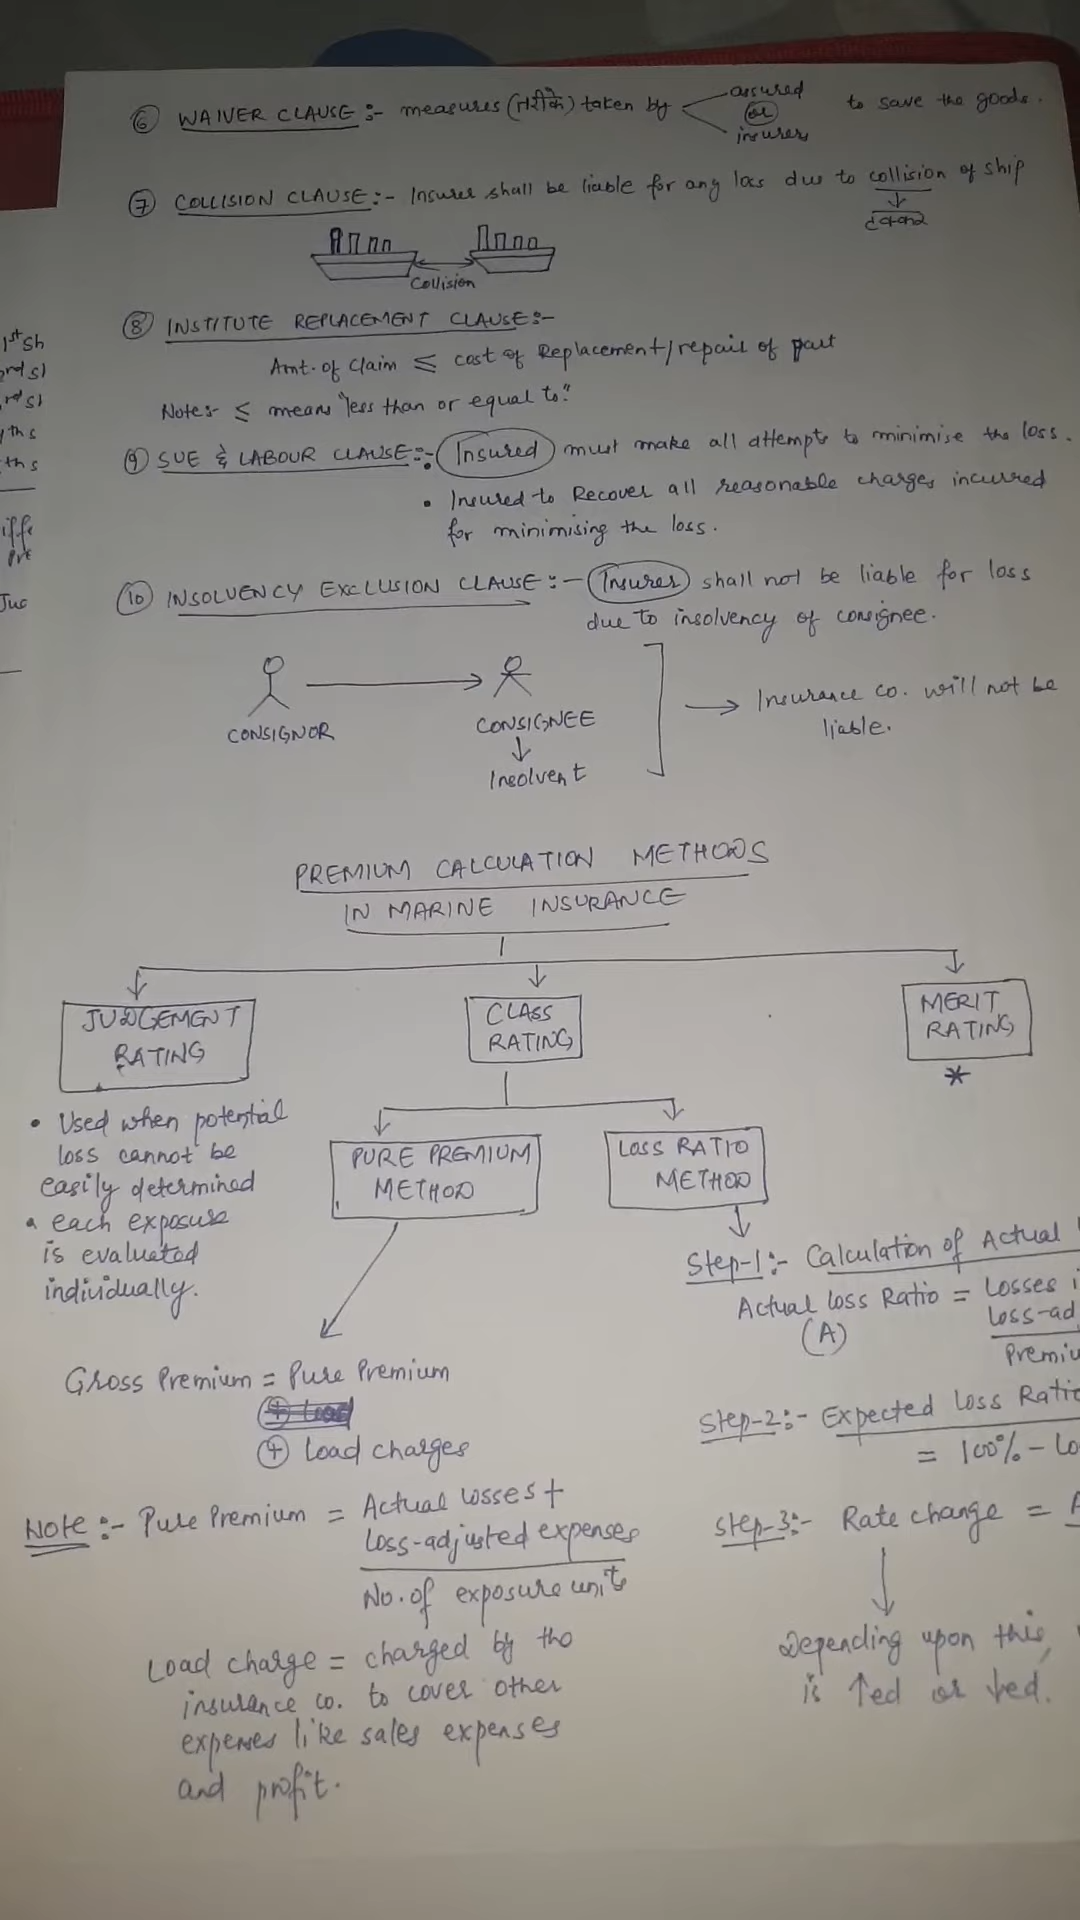 1st Sh
⑥ WAIVER CLAUSE :- measures (तरीके) taken by assured or insurers to save the goods.
⑦ COLLISION CLAUSE :- Insurer shall be liable for any loss due to collision of ship
टक्कर
Collision
⑧ INSTITUTE REPLACEMENT CLAUSE :-
Amt. of Claim ≤ cost of Replacement/repair of part
Note:- ≤ means "less than or equal to."
⑨ SUE & LABOUR CLAUSE :- • Insured must make all attempts to minimise the loss.
• Insured to Recover all reasonable charges incurred
for minimising the loss.
⑩ INSOLVENCY EXCLUSION CLAUSE :- Insurer shall not be liable for loss
due to insolvency of consignee.
CONSIGNOR → CONSIGNEE
↓
Insolvent
→ Insurance co. will not be
liable.
PREMIUM CALCULATION METHODS
IN MARINE INSURANCE
JUDGEMENT
RATING
• Used when potential
loss cannot be
easily determined
• each exposure
is evaluated
individually.
CLASS
RATING
PURE PREMIUM
METHOD
Gross Premium = Pure Premium
⊕ Load charges
Note :- Pure Premium = Actual losses +
loss-adjusted expenses
No. of exposure units
Load charge = charged by the
insurance co. to cover other
expenses like sales expenses
and profit.
LOSS RATIO
METHOD
Step-1 :- Calculation of Actual
Actual loss Ratio = Losses i
(A) loss-ad
Premiu
Step-2 :- Expected Loss Ratio
= 100% - Lo
Step-3 :- Rate change = A
↓
Depending upon this,
is ↑ed or ↓ed.
MERIT
RATING
*